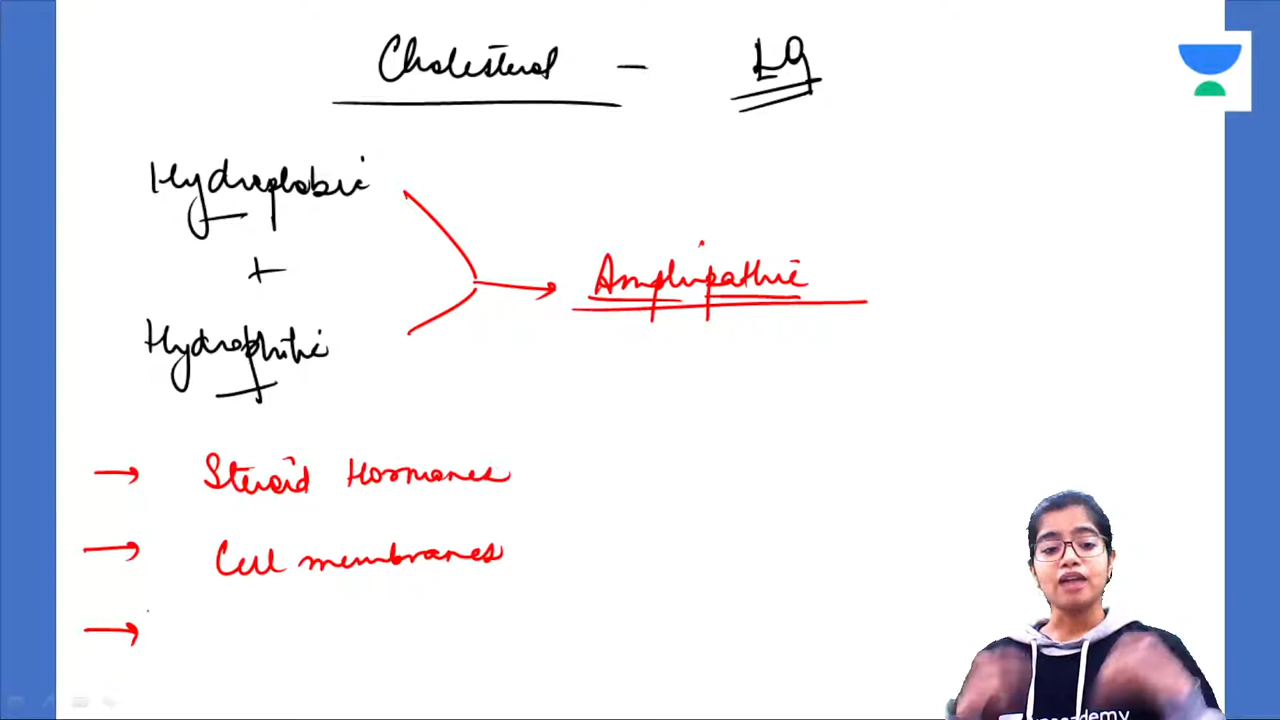 Cholesterol - LQ
Hydrophobic
+
Hydrophilic
Amphipathic
→ Steroid Hormones
→ Cell membranes
→